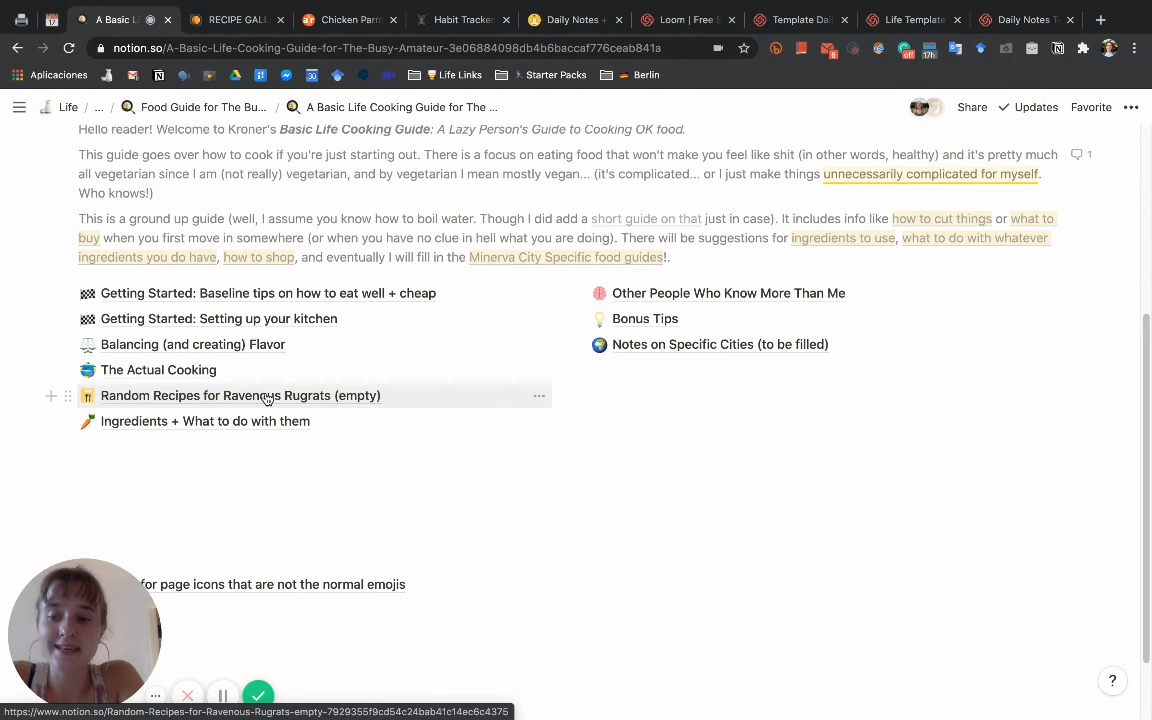 A Basic L
RECIPE GALL
Chicken Parm
Habit Tracker
Daily Notes +
Loom | Free S
Template Dai
Life Template
Daily Notes T
notion.so/A-Basic-Life-Cooking-Guide-for-The-Busy-Amateur-3e06884098db4b6baccaf776ceab841a
Aplicaciones
Life Links
Starter Packs
Berlin
Life / ... / Food Guide for The Bu... / A Basic Life Cooking Guide for The ...
Share
Updates
Favorite
Hello reader! Welcome to Kroner's Basic Life Cooking Guide: A Lazy Person's Guide to Cooking OK food.
This guide goes over how to cook if you're just starting out. There is a focus on eating food that won't make you feel like shit (in other words, healthy) and it's pretty much
all vegetarian since I am (not really) vegetarian, and by vegetarian I mean mostly vegan... (it's complicated... or I just make things unnecessarily complicated for myself.
Who knows!)
1
This is a ground up guide (well, I assume you know how to boil water. Though I did add a short guide on that just in case). It includes info like how to cut things or what to
buy when you first move in somewhere (or when you have no clue in hell what you are doing). There will be suggestions for ingredients to use, what to do with whatever
ingredients you do have, how to shop, and eventually I will fill in the Minerva City Specific food guides!.
Getting Started: Baseline tips on how to eat well + cheap
Getting Started: Setting up your kitchen
Balancing (and creating) Flavor
The Actual Cooking
Random Recipes for Ravenous Rugrats (empty)
Ingredients + What to do with them
Other People Who Know More Than Me
Bonus Tips
Notes on Specific Cities (to be filled)
for page icons that are not the normal emojis
?
https://www.notion.so/Random-Recipes-for-Ravenous-Rugrats-empty-7929355f9cd54c24bab41c14ec6c4375